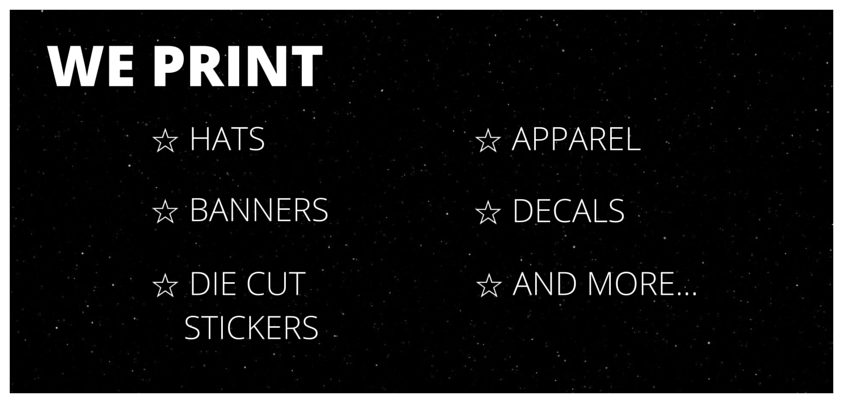 WE PRINT
☆ HATS
☆ BANNERS
☆ DIE CUT
STICKERS
☆ APPAREL
☆ DECALS
☆ AND MORE...